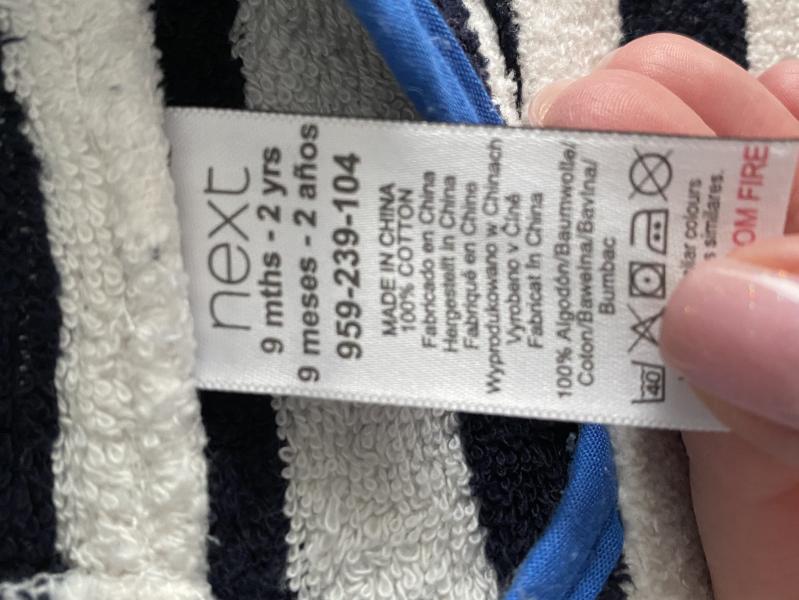 next
9 mths - 2 yrs
9 meses - 2 años
959-239-104
MADE IN CHINA
100% COTTON
Fabricado en China
Hergestellt In China
Fabriqué en Chine
Wyprodukowano w Chinach
Vyrobeno v Číně
Fabricat In China
100% Algodón/Baumwolle/
Coton/Bawełna/Bavlna/
Bumbac
40
colours
s similares.
OM FIRE